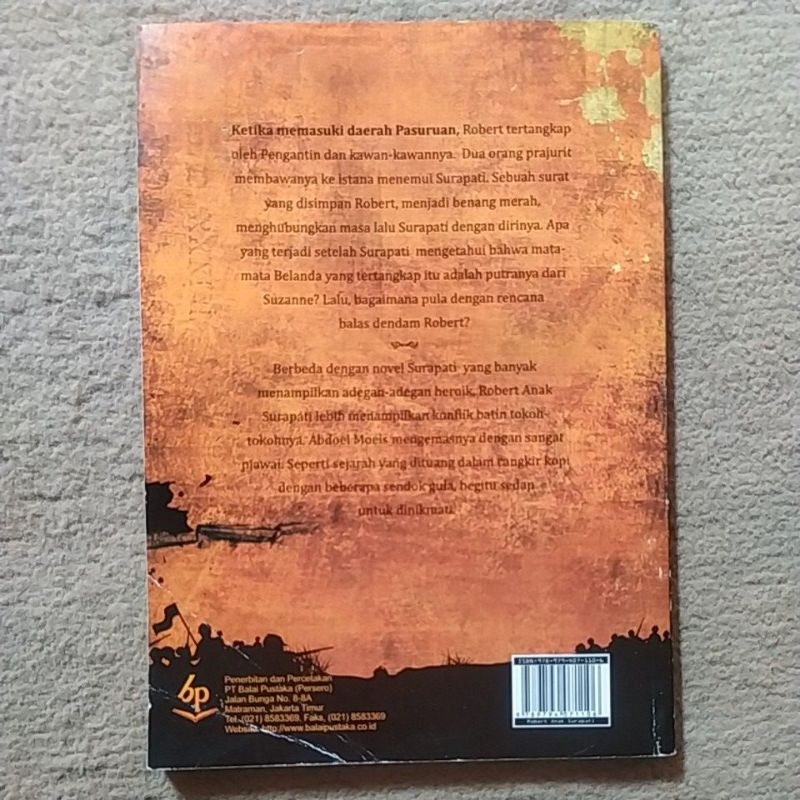 Ketika memasuki daerah Pasuruan, Robert tertangkap
oleh Pengantin dan kawan-kawannya. Dua orang prajurit
membawanya ke istana menemui Surapati. Sebuah surat
yang disimpan Robert, menjadi benang merah,
menghubungkan masa lalu Surapati dengan dirinya. Apa
yang terjadi setelah Surapati mengetahui bahwa mata-
mata Belanda yang tertangkap itu adalah putranya dari
Suzanne? Lalu, bagaimana pula dengan rencana
balas dendam Robert?
Berbeda dengan novel Surapati yang banyak
menampilkan adegan-adegan heroik, Robert Anak
Surapati lebih menampilkan konflik batin tokoh-
tokohnya. Abdoel Moeis mengemasnya dengan sangat
piawai. Seperti sejarah yang dituang dalam cangkir kopi
dengan beberapa sendok gula, begitu sedap
untuk dinikmati.
bp
Penerbitan dan Percetakan
PT Balai Pustaka (Persero)
Jalan Bunga No. 8-8A
Matraman, Jakarta Timur
Tel. (021) 8583369, Faks. (021) 8583369
Website. http://www.balaipustaka.co.id
Robert Anak Surapati